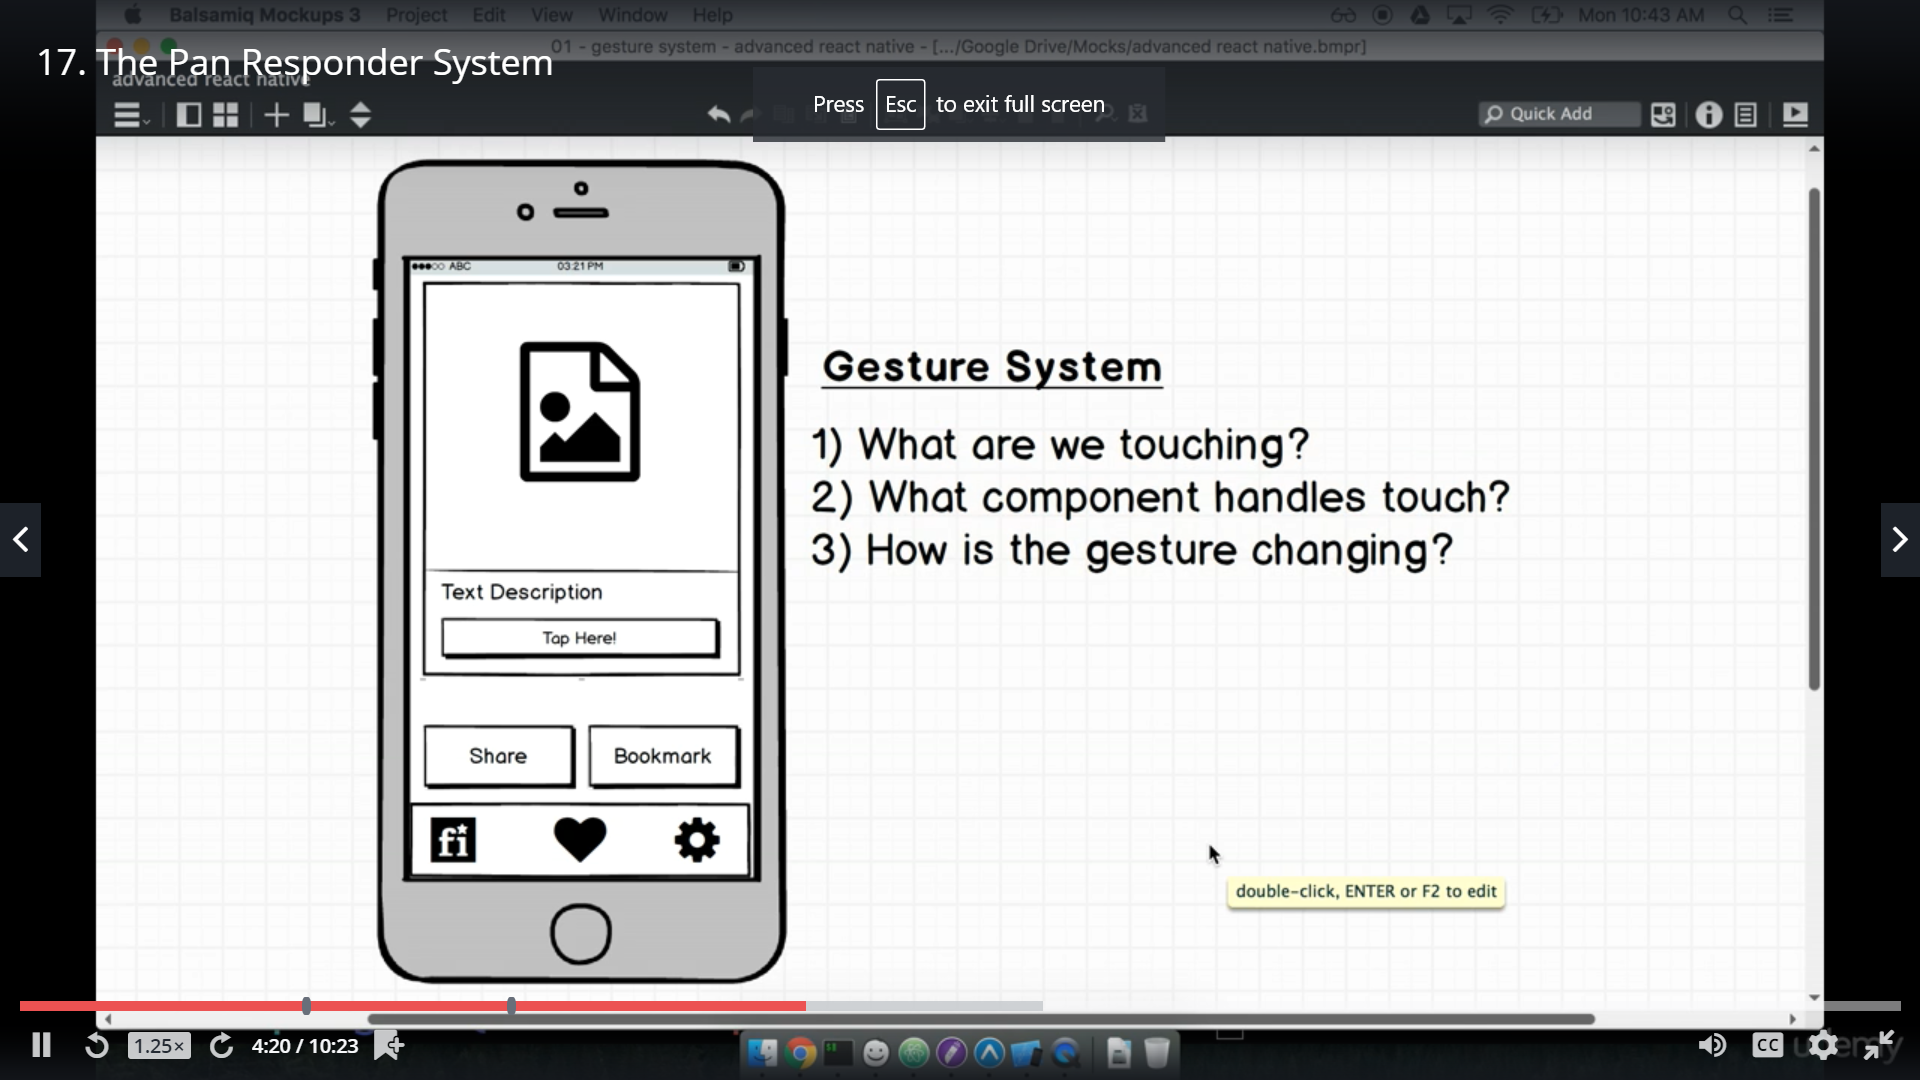 Balsamiq Mockups 3 Project Edit View Window Help Mon 10:43 AM
01 - gesture system - advanced react native - [.../Google Drive/Mocks/advanced react native.bmpr]
17. The Pan Responder System
advanced react native
Press Esc to exit full screen
Quick Add
ABC 03:21 PM
Gesture System
1) What are we touching?
2) What component handles touch?
3) How is the gesture changing?
Text Description
Tap Here!
Share Bookmark
fi
double-click, ENTER or F2 to edit
1.25×
4:20 / 10:23
CC
udemy